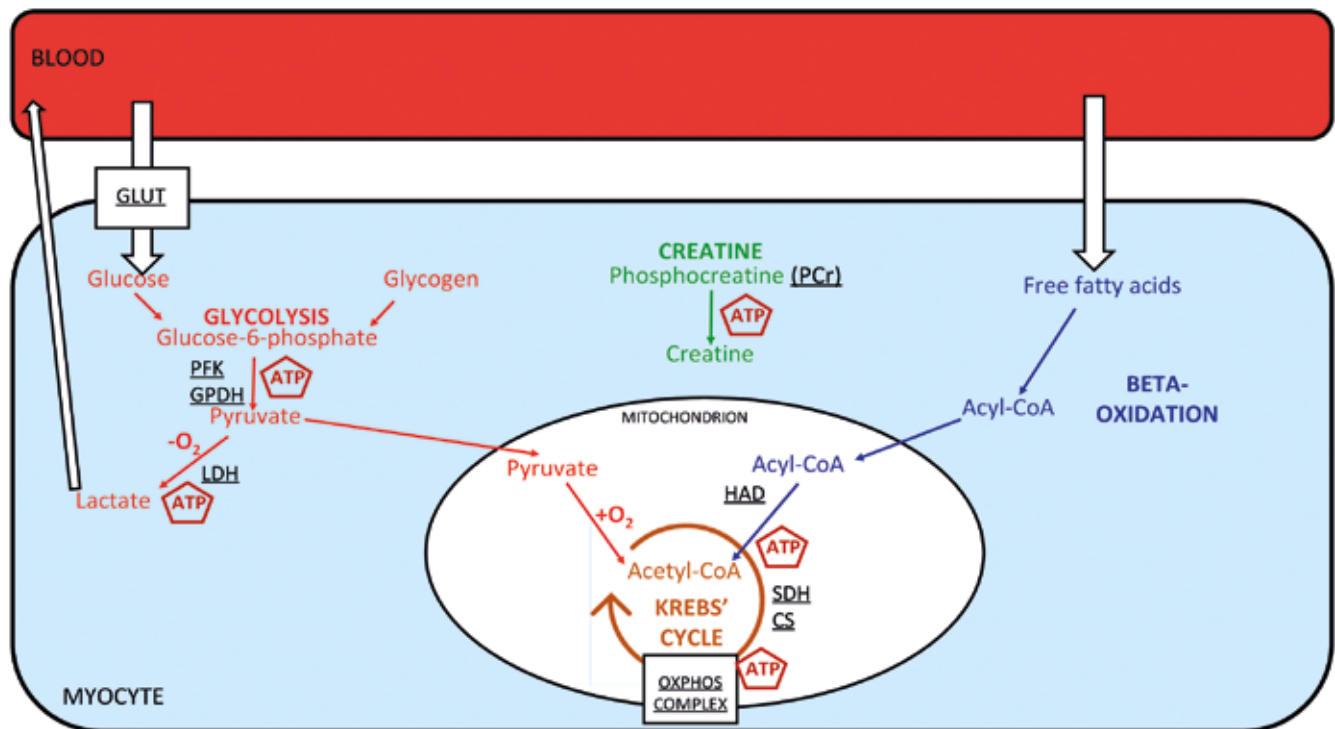 BLOOD
GLUT
Glucose
Glycogen
GLYCOLYSIS
Glucose-6-phosphate
PFK
GPDH
ATP
Pyruvate
-O₂
LDH
Lactate
ATP
CREATINE
Phosphocreatine (PCr)
ATP
Creatine
Free fatty acids
Acyl-CoA
BETA-
OXIDATION
MITOCHONDRION
Pyruvate
Acyl-CoA
HAD
+O₂
ATP
Acetyl-CoA
KREBS'
CYCLE
SDH
CS
ATP
OXPHOS
COMPLEX
MYOCYTE